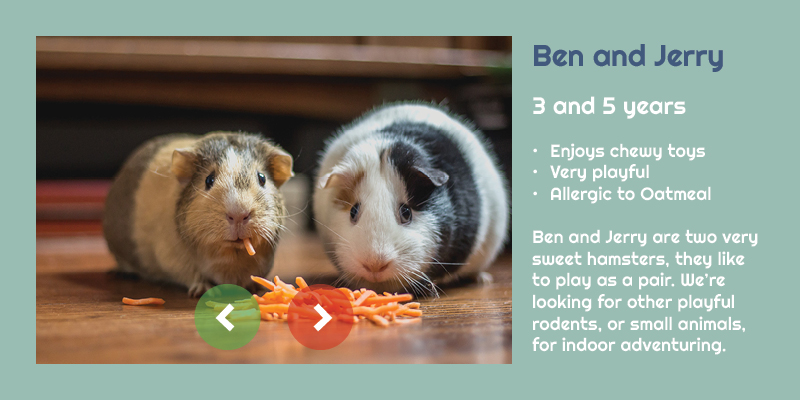 Ben and Jerry
3 and 5 years
• Enjoys chewy toys
• Very playful
• Allergic to Oatmeal
Ben and Jerry are two very
sweet hamsters, they like
to play as a pair. We're
looking for other playful
rodents, or small animals,
for indoor adventuring.